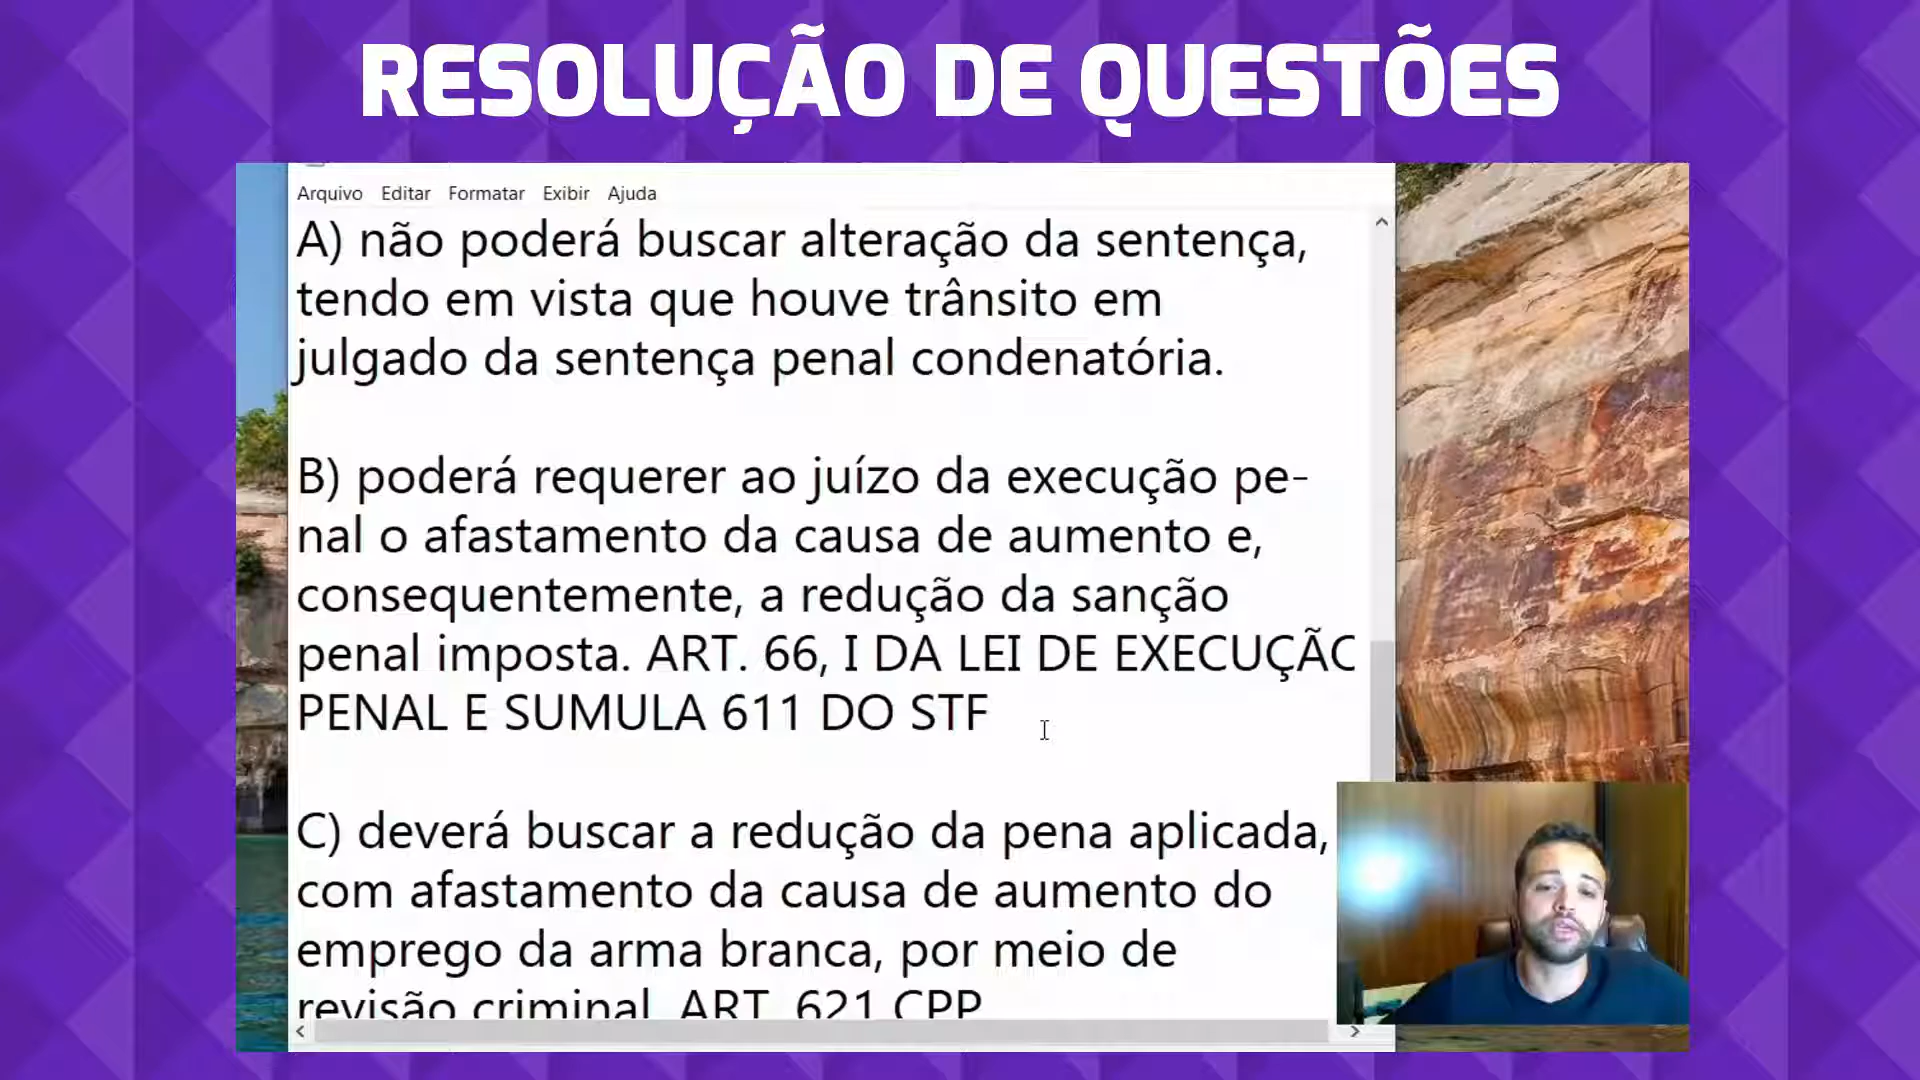 RESOLUÇÃO DE QUESTÕES
Arquivo Editar Formatar Exibir Ajuda
A) não poderá buscar alteração da sentença,
tendo em vista que houve trânsito em
julgado da sentença penal condenatória.
B) poderá requerer ao juízo da execução pe-
nal o afastamento da causa de aumento e,
consequentemente, a redução da sanção
penal imposta. ART. 66, I DA LEI DE EXECUÇÃO
PENAL E SUMULA 611 DO STF
C) deverá buscar a redução da pena aplicada,
com afastamento da causa de aumento do
emprego da arma branca, por meio de
revisão criminal. ART. 621 CPP